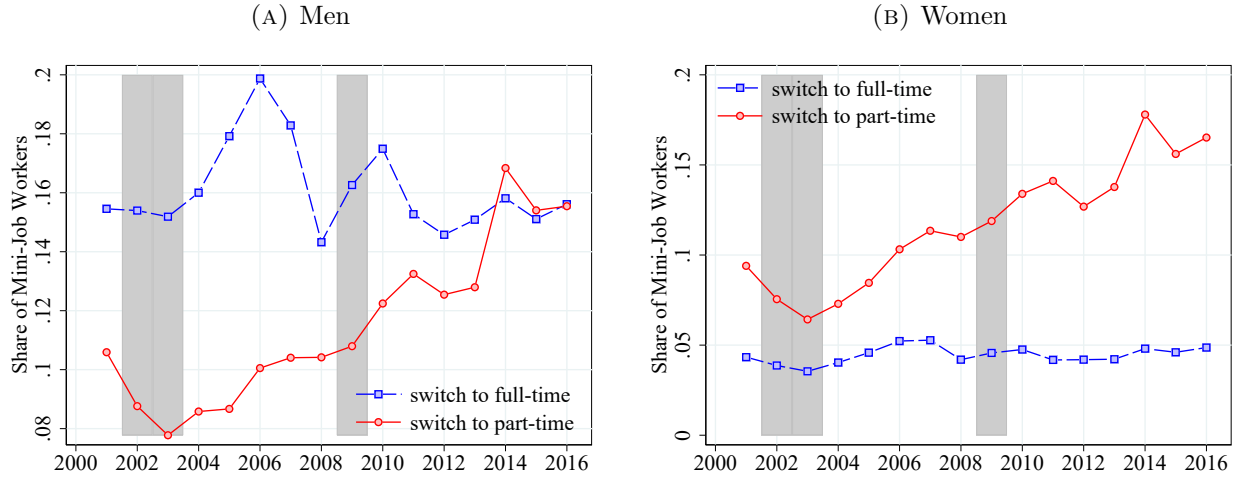 (A) Men
Share of Mini-Job Workers
.2
.18
.16
.14
.12
.1
.08
2000 2002 2004 2006 2008 2010 2012 2014 2016
switch to full-time
switch to part-time
(B) Women
Share of Mini-Job Workers
.2
.15
.1
.05
0
2000 2002 2004 2006 2008 2010 2012 2014 2016
switch to full-time
switch to part-time